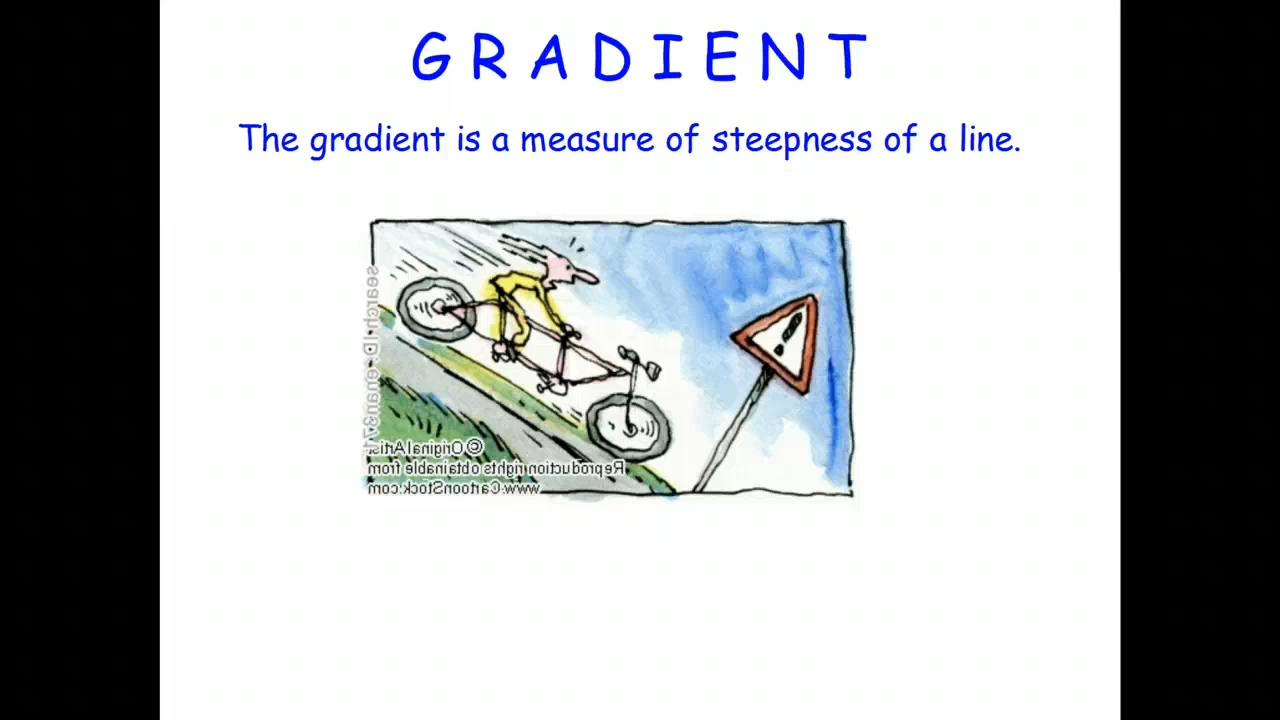 G R A D I E N T
The gradient is a measure of steepness of a line.
© Original Artist
Reproduction rights obtainable from
www.CartoonStock.com